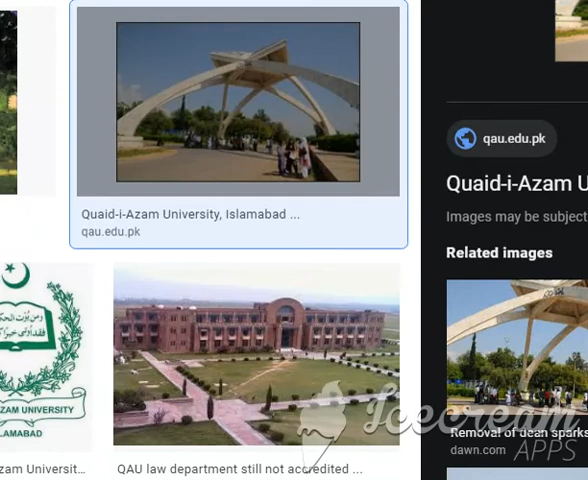 Quaid-i-Azam University, Islamabad ...
qau.edu.pk
qau.edu.pk
Quaid-i-Azam U
Images may be subject
Related images
AZAM UNIVERSITY
LAMABAD
Removal of dean sparks
dawn.com
zam Universit...
QAU law department still not accredited ...
Icecream
APPS